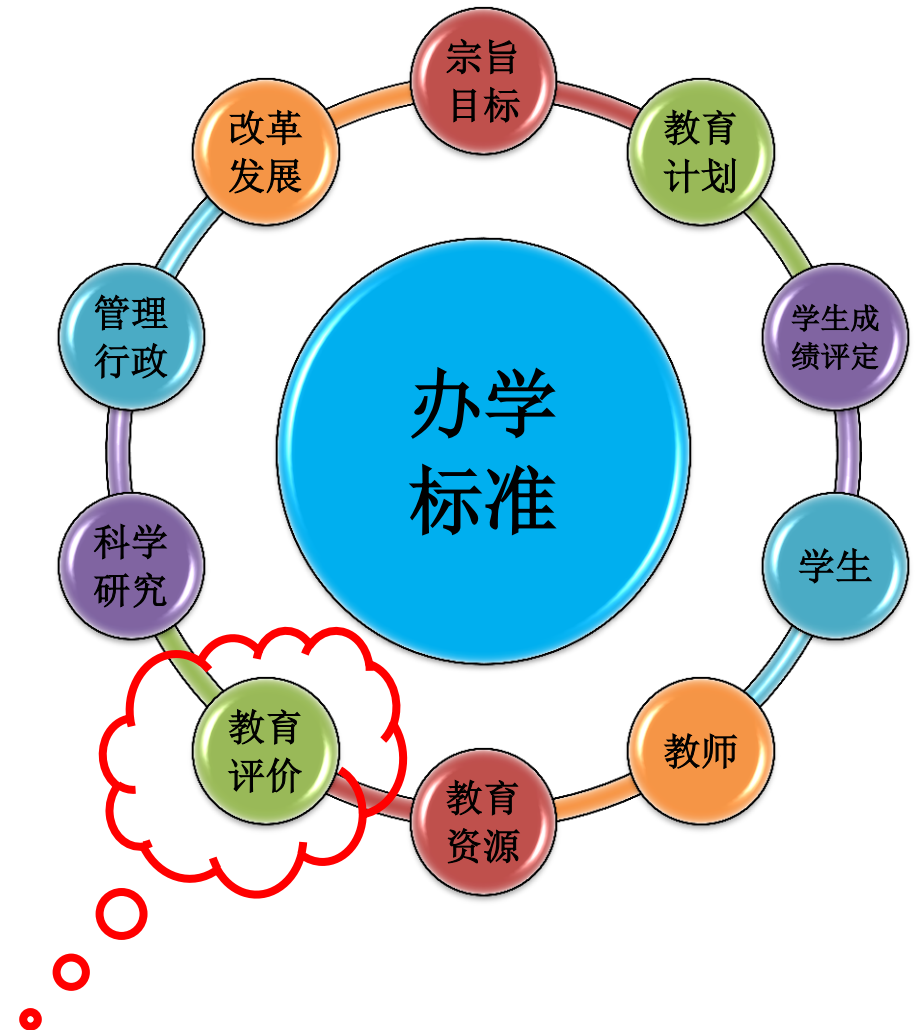 宗旨
目标
教育
计划
学生成
绩评定
学生
教师
教育
资源
教育
评价
科学
研究
管理
行政
改革
发展
办学
标准